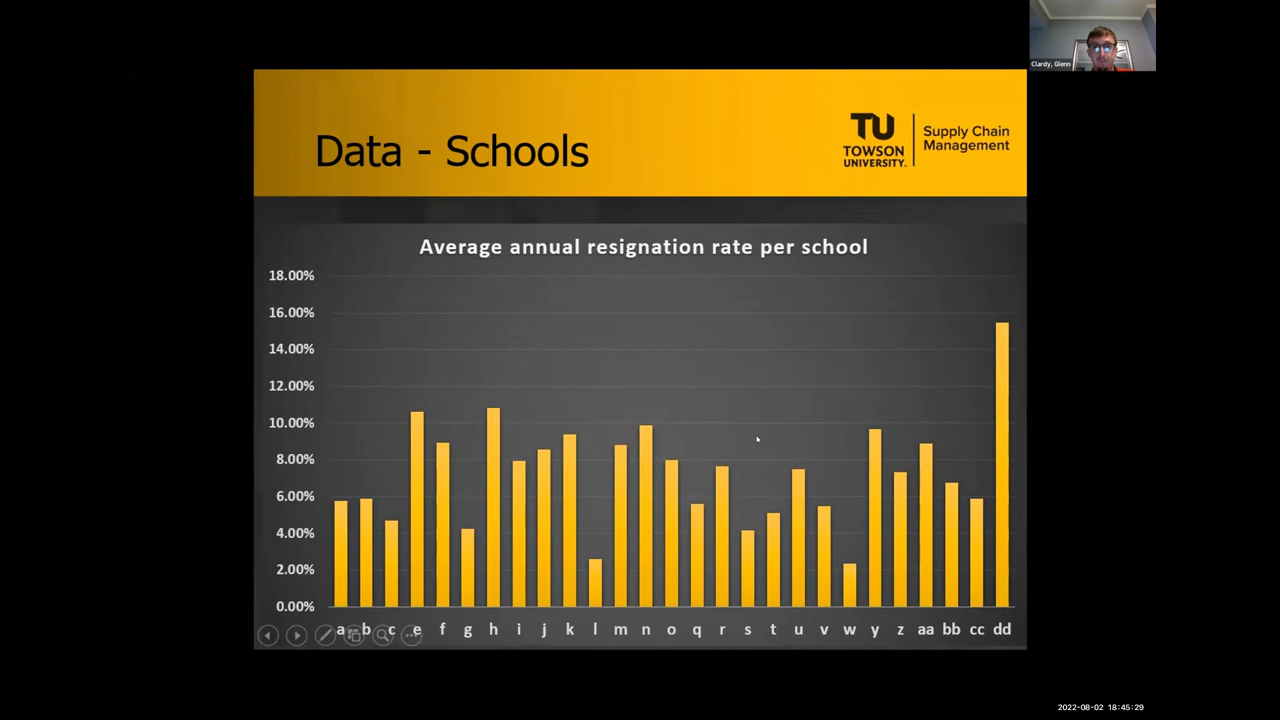 Clardy, Glenn
Data - Schools
TU
TOWSON
UNIVERSITY
Supply Chain
Management
Average annual resignation rate per school
18.00%
16.00%
14.00%
12.00%
10.00%
8.00%
6.00%
4.00%
2.00%
0.00%
a b c e f g h i j k l m n o q r s t u v w y z aa bb cc dd
2022-08-02 18:45:29